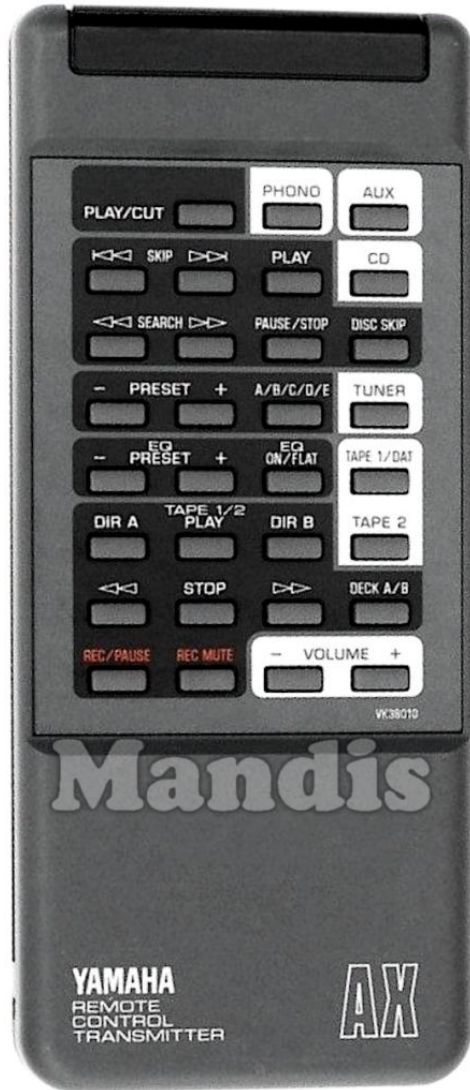 PHONO AUX
PLAY/CUT
SKIP PLAY CD
SEARCH PAUSE/STOP DISC SKIP
- PRESET + A/B/C/D/E TUNER
EQ EQ
- PRESET + ON/FLAT TAPE 1/DAT
TAPE 1/2
DIR A PLAY DIR B TAPE 2
STOP DECK A/B
REC/PAUSE REC MUTE - VOLUME +
VK38010
Mandis
YAMAHA
REMOTE
CONTROL
TRANSMITTER
AX